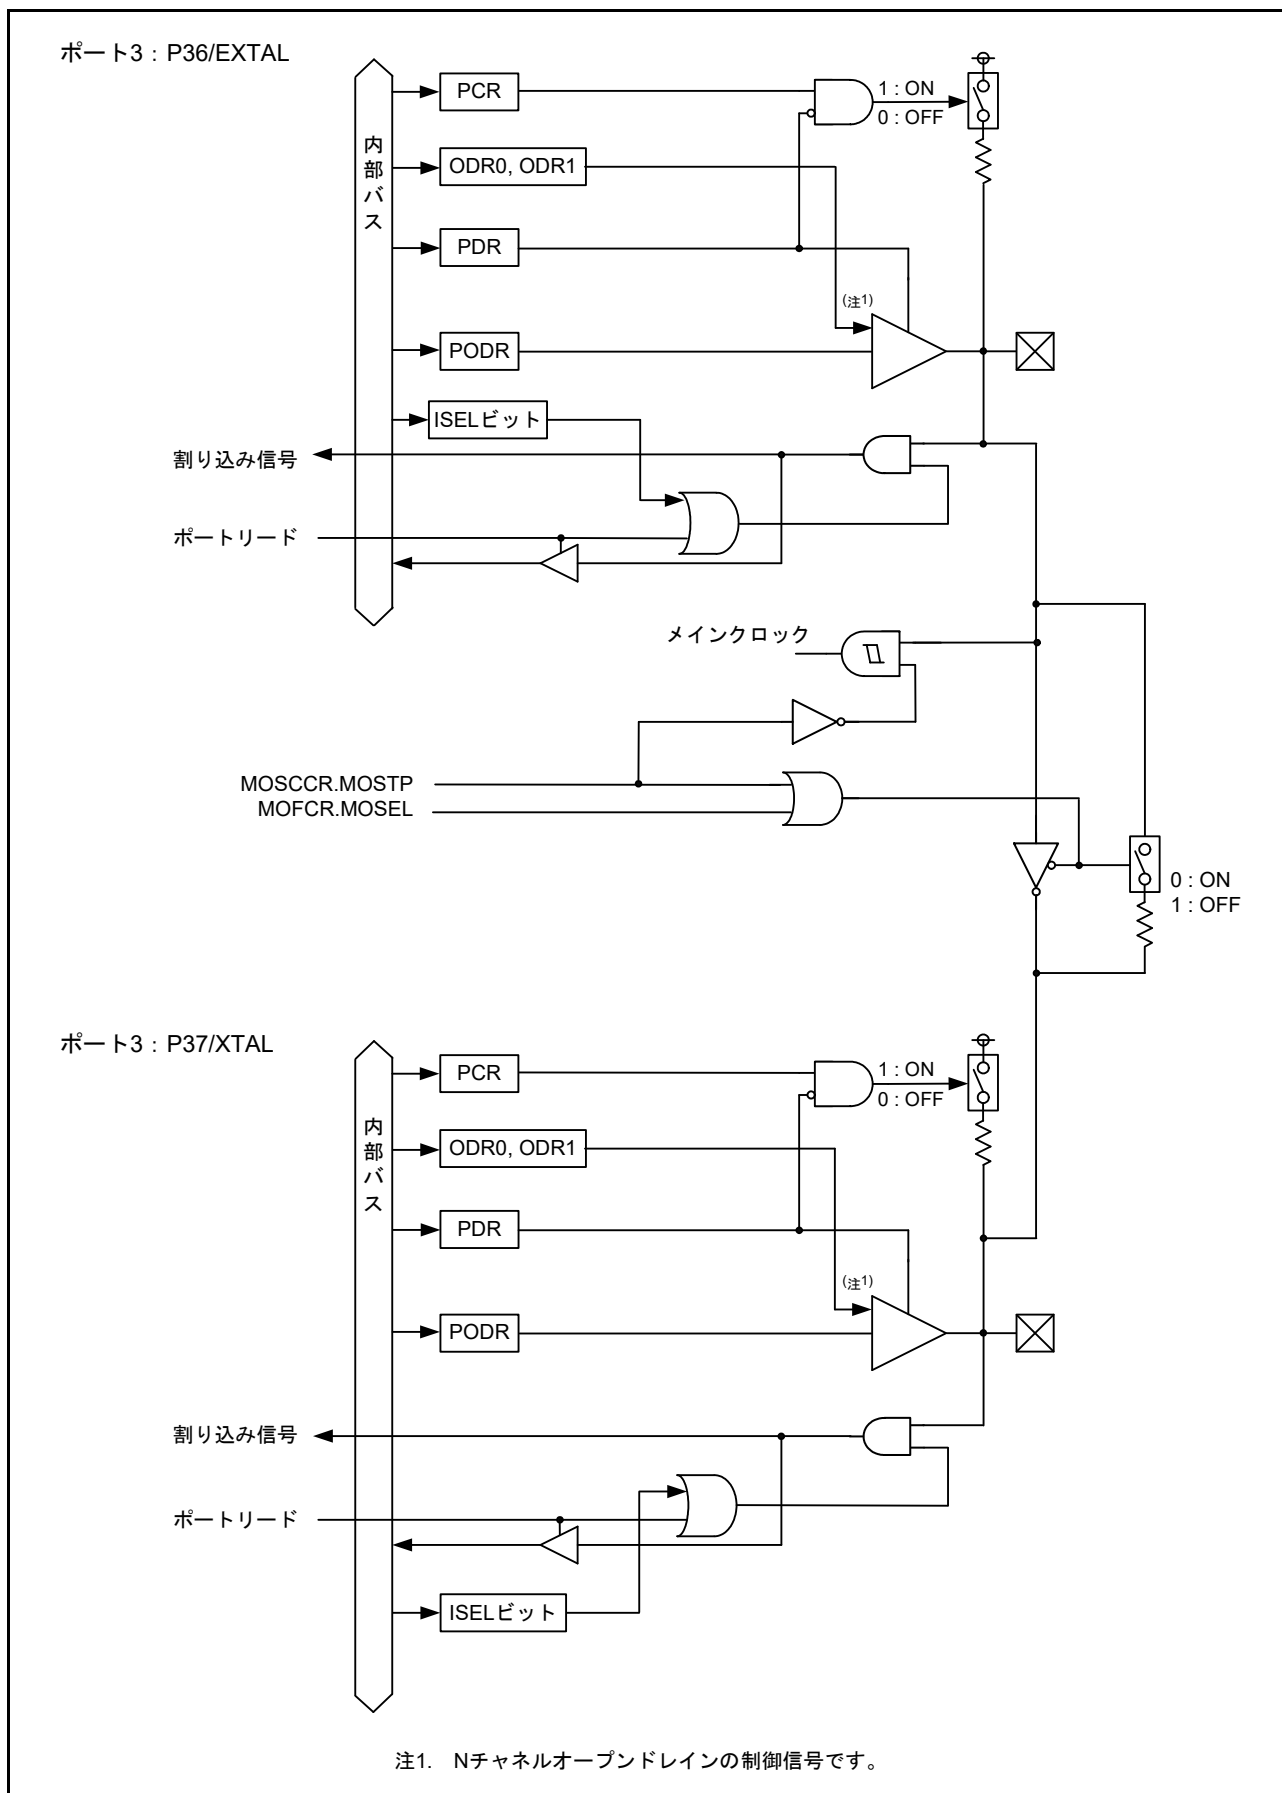 ポート3 : P36/EXTAL
内部バス
PCR
1 : ON
0 : OFF
ODR0, ODR1
PDR
(注1)
PODR
ISELビット
割り込み信号
ポートリード
メインクロック
MOSCCR.MOSTP
MOFCR.MOSEL
0 : ON
1 : OFF
ポート3 : P37/XTAL
内部バス
PCR
1 : ON
0 : OFF
ODR0, ODR1
PDR
(注1)
PODR
割り込み信号
ポートリード
ISELビット
注1. Nチャネルオープンドレインの制御信号です。